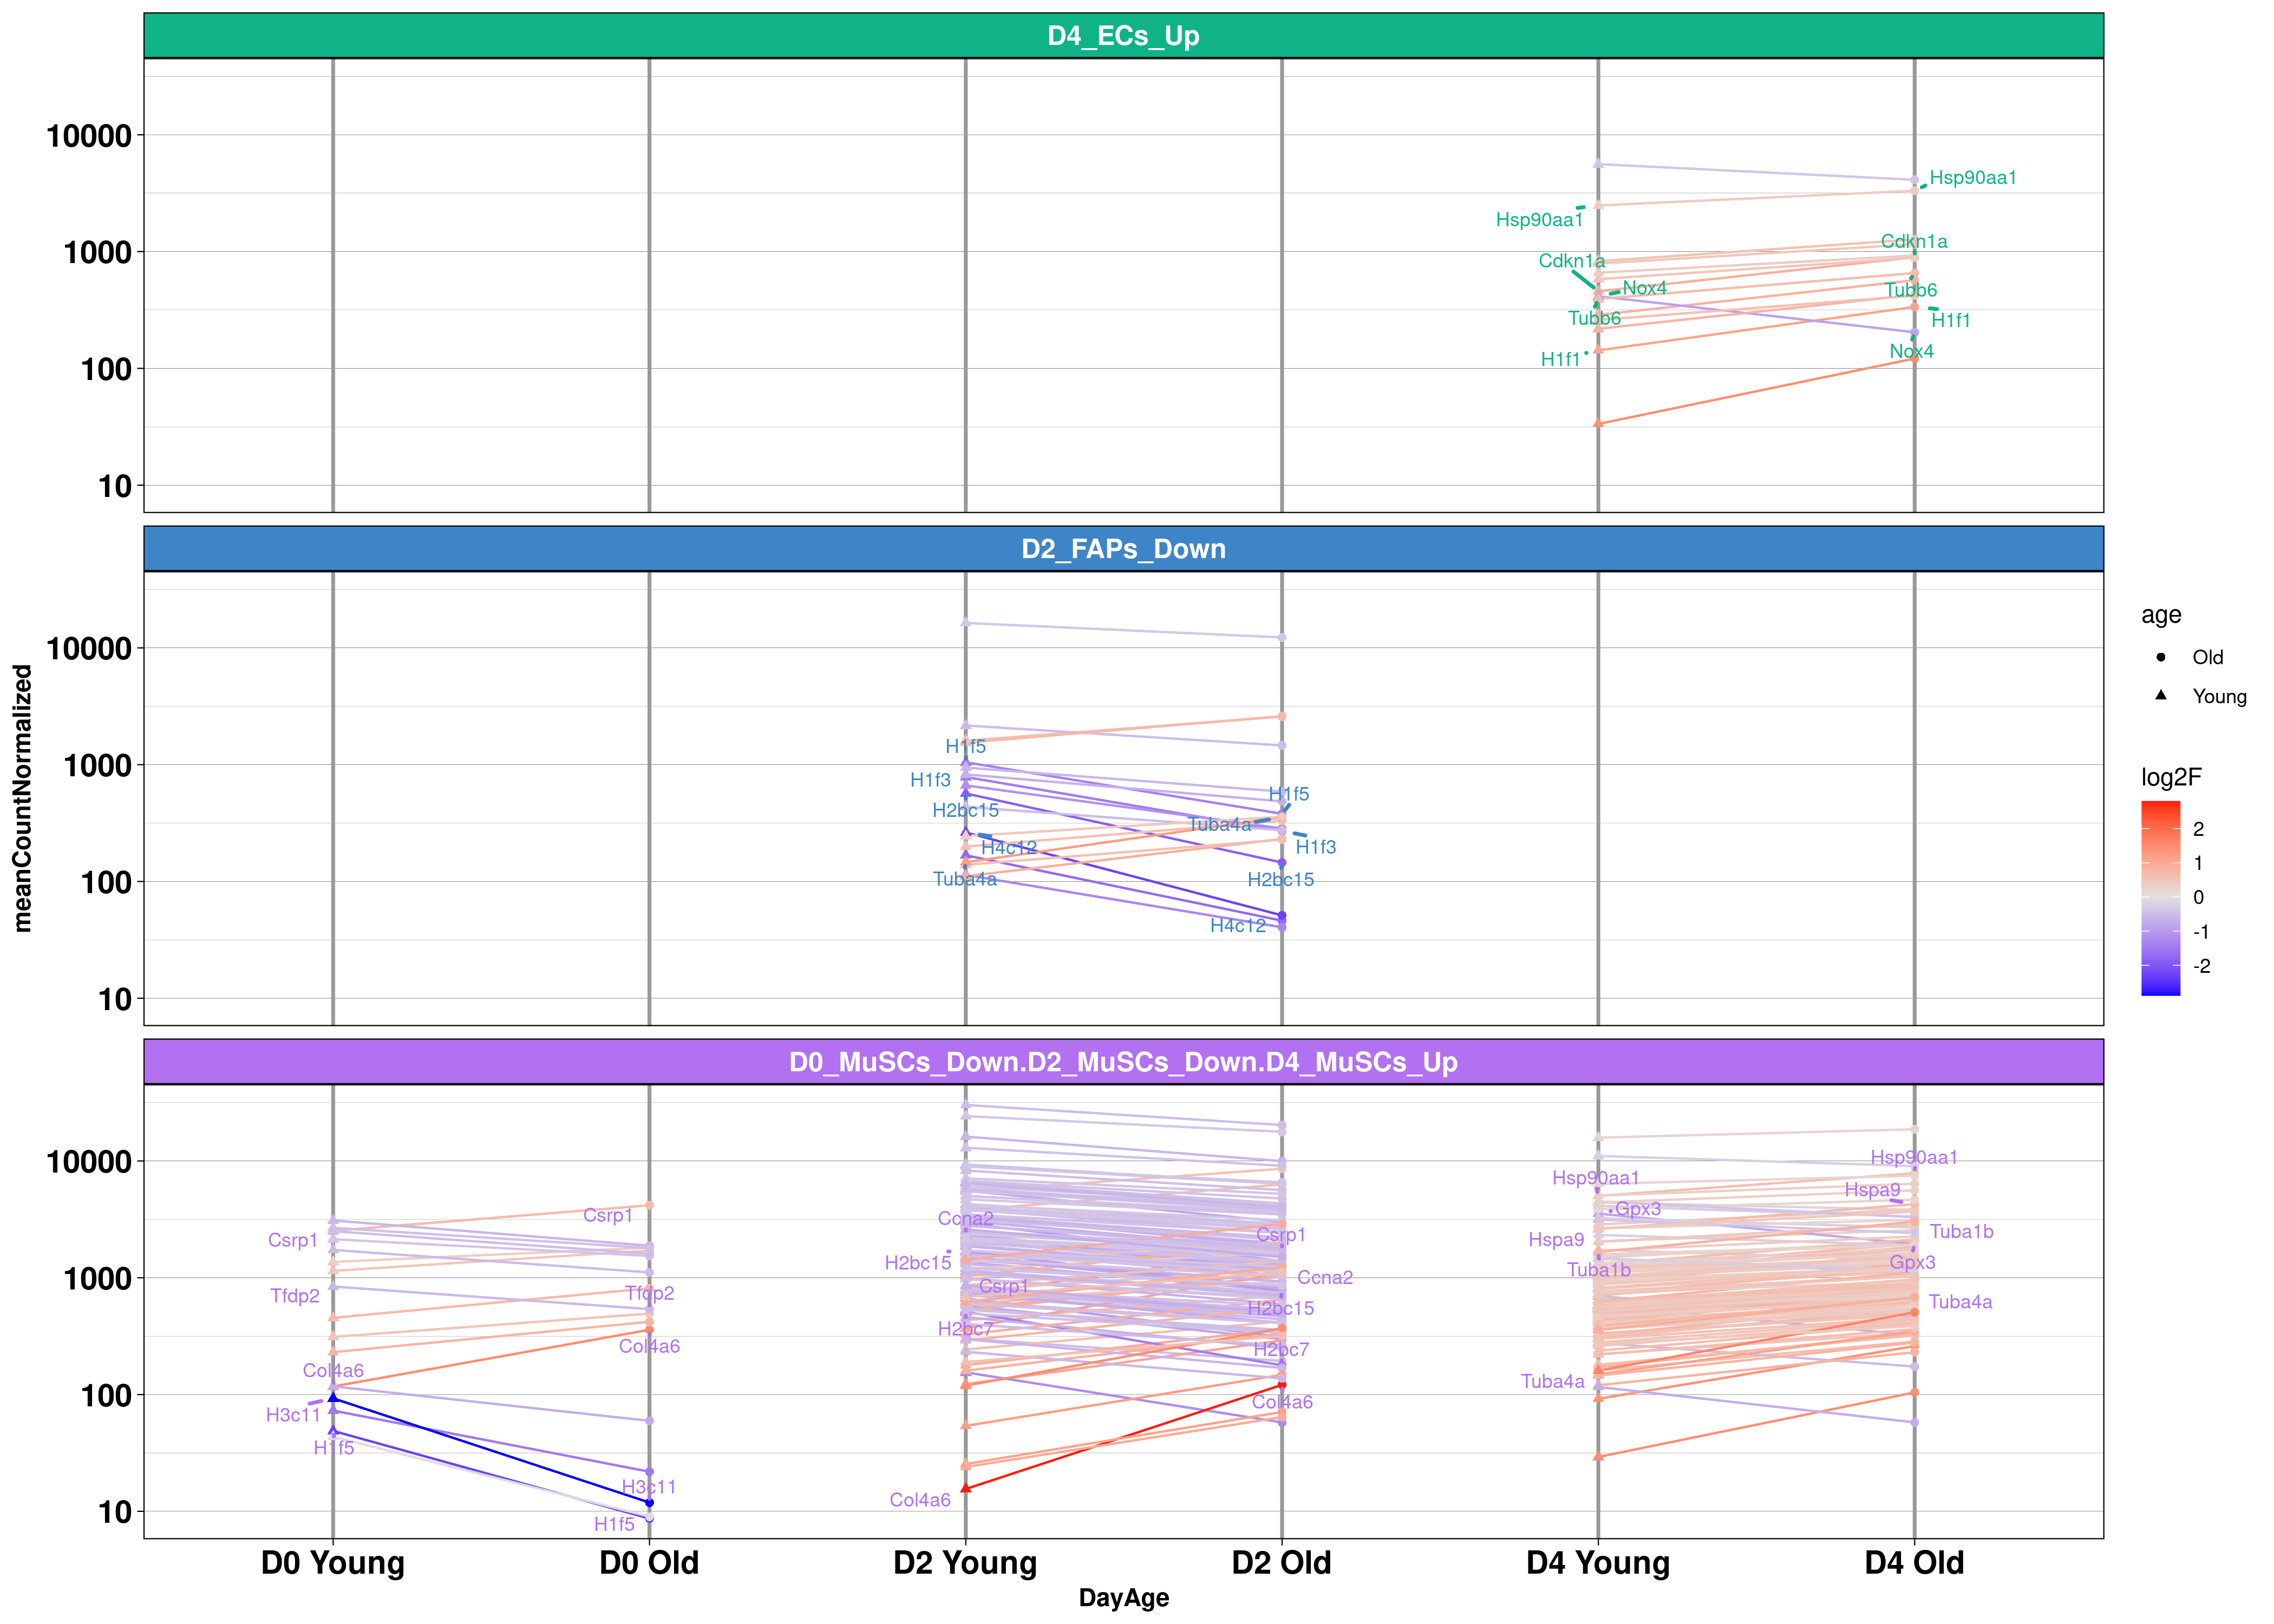 D4_ECs_Up
10000
1000
100
10
Hsp90aa1
Hsp90aa1
Cdkn1a
Cdkn1a
Nox4
Tubb6
Tubb6
H1f1
Nox4
H1f1
D2_FAPs_Down
meanCountNormalized
10000
1000
100
10
H1f5
H1f3
H1f5
H2bc15
Tuba4a
H4c12
H1f3
Tuba4a
H2bc15
H4c12
age
Old
Young
log2F
2
1
0
-1
-2
D0_MuSCs_Down.D2_MuSCs_Down.D4_MuSCs_Up
10000
1000
100
10
Csrp1
Csrp1
Tfdp2
Tfdp2
Col4a6
Col4a6
H3c11
H1f5
H3c11
H1f5
Ccna2
Csrp1
H2bc15
Ccna2
Csrp1
H2bc15
H2bc7
H2bc7
Col4a6
Col4a6
Hsp90aa1
Hsp90aa1
Hspa9
Gpx3
Tuba1b
Hspa9
Gpx3
Tuba1b
Tuba4a
Tuba4a
D0 Young
D0 Old
D2 Young
D2 Old
D4 Young
D4 Old
DayAge